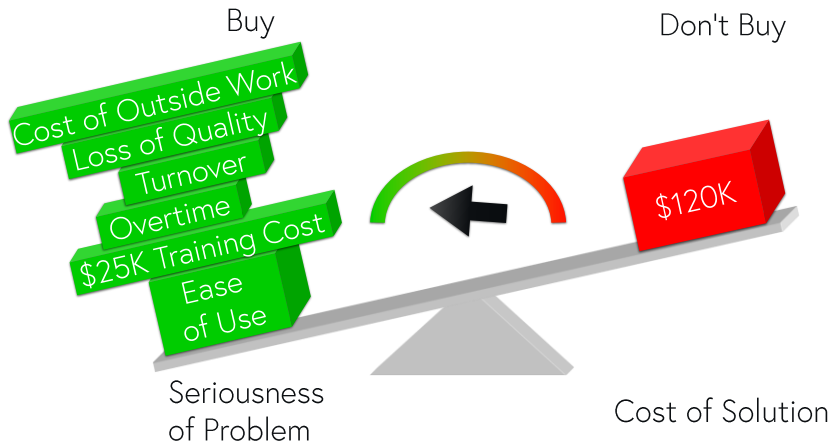 Buy
Don't Buy
Cost of Outside Work
Loss of Quality
Turnover
Overtime
$25K Training Cost
Ease
of Use
$120K
Seriousness
of Problem
Cost of Solution